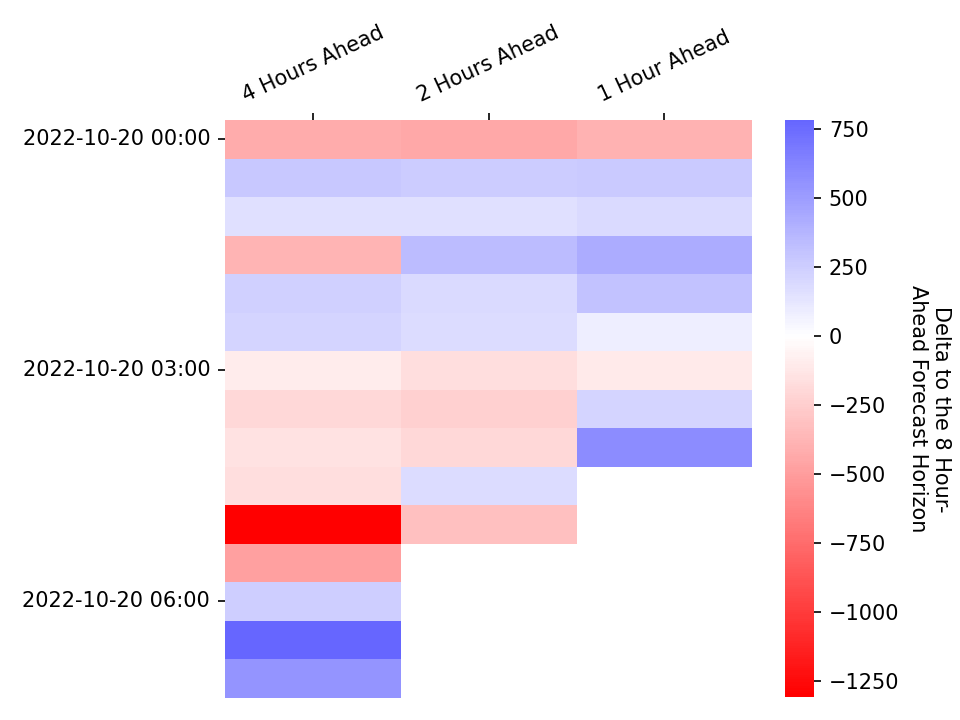 4 Hours Ahead
2 Hours Ahead
1 Hour Ahead
2022-10-20 00:00
2022-10-20 03:00
2022-10-20 06:00
750
500
250
0
−250
−500
−750
−1000
−1250
Delta to the 8 Hour-
Ahead Forecast Horizon